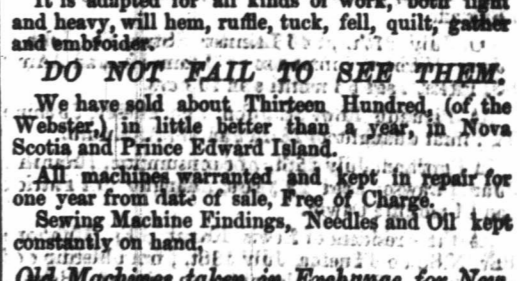 It is adapted for all kinds of work, both light
and heavy, will hem, ruffle, tuck, fell, quilt, gather
and embroider.
DO NOT FAIL TO SEE THEM.
We have sold about Thirteen Hundred, (of the
Webster,) in little better than a year, in Nova
Scotia and Prince Edward Island.
All machines warranted and kept in repair for
one year from date of sale, Free of Charge.
Sewing Machine Findings, Needles and Oil kept
constantly on hand.
Old Machines taken in Exchange for New